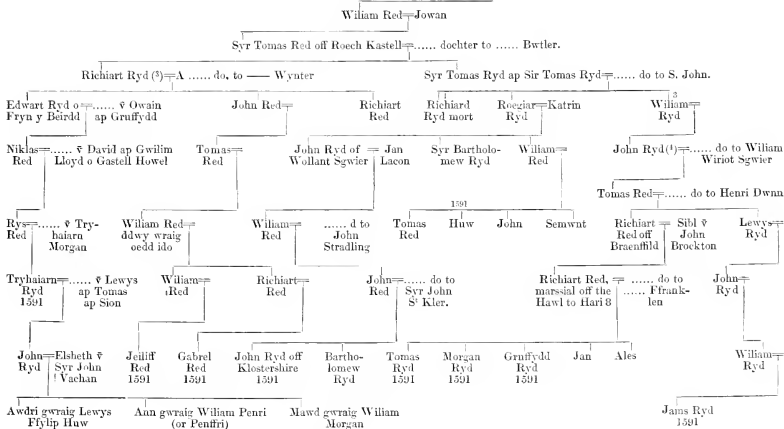 Wiliam Red=Jowan
Syr Tomas Red off Roech Kastell=...... dochter to ...... Bwtler.
Richiart Ryd (3)=A ...... do. to —— Wynter
Syr Tomas Ryd ap Sir Tomas Ryd=...... do to S. John.
Edwart Ryd o=...... v̄ Owain
Fryn y Beirdd ap Gruffydd
John Red=
Richiart
Red
Richiard
Ryd mort
Roegiar=Katrin
Ryd
3
Wiliam=
Ryd
Niklas=...... v̄ David ap Gwilim
Red Lloyd o Gastell Howel
Tomas=
Red
John Ryd of = Jan
Wollant Sgwier Lacon
Syr Bartholo-
mew Ryd
Wiliam=
Red
John Ryd(4)=...... do to Wiliam
Wiriot Sgwier
Tomas Red=...... do to Henri Dwnn
Rys=...... v̄ Try-
Red haiarn
Morgan
Wiliam Red=
ddwy wraig
oedd ido
Wiliam= ...... d to
Red John
Stradling
1591
Tomas Huw John Semwnt
Red
Richiart = Sibl v̄
Red off John
Braenffild Brockton
Lewys=
Ryd
Tryhaiarn=...... v̄ Lewys
Ryd ap Tomas
1591 ap Sion
Wiliam=
Red
Richiart=
Red
John=...... do to
Red Syr John
St Kler.
Richiart Red, = ...... do to
marssial off the ...... Ffrank-
Hawl to Hari 8 len
John=
Ryd
John=Elsbeth v̄
Ryd Syr John
Vachan
Jeiliff
Red
1591
Gabrel
Red
1591
John Ryd off
Klostershire
1591
Bartho-
lomew
Ryd
Tomas
Ryd
1591
Morgan
Ryd
1591
Gruffydd
Ryd
1591
Jan
Ales
Wiliam=
Ryd
Awdri gwraig Lewys
Ffylip Huw
Ann gwraig Wiliam Penri
(or Penffri)
Mawd gwraig Wiliam
Morgan
Jams Ryd
1591